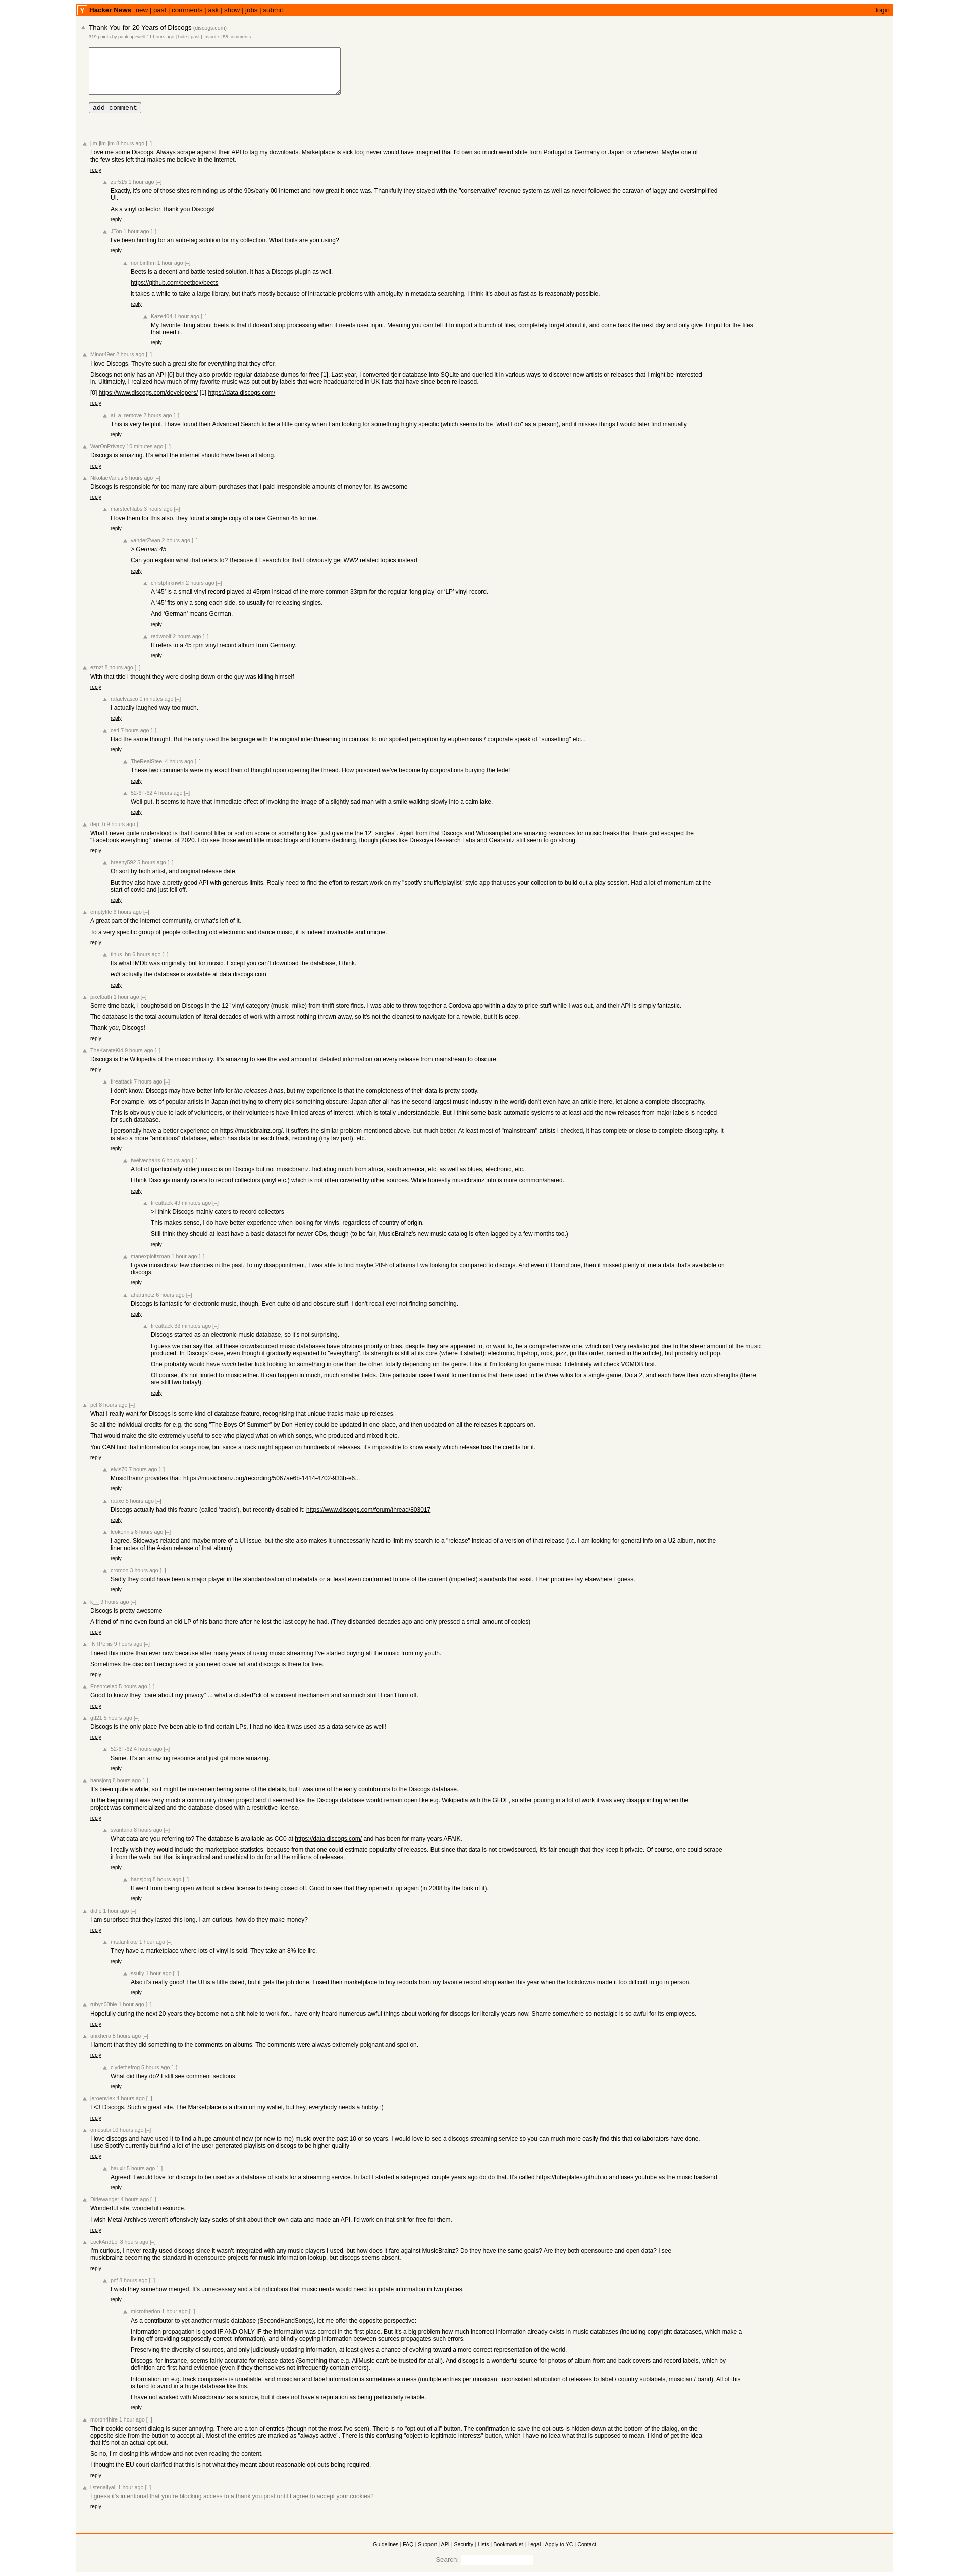 Hacker News new | past | comments | ask | show | jobs | submit login
Thank You for 20 Years of Discogs (discogs.com)
316 points by paulcapewell 11 hours ago | hide | past | favorite | 58 comments
add comment
jim-jim-jim 8 hours ago [–]
Love me some Discogs. Always scrape against their API to tag my downloads. Marketplace is sick too; never would have imagined that I'd own so much weird shite from Portugal or Germany or Japan or wherever. Maybe one of
the few sites left that makes me believe in the internet.
reply
zpr515 1 hour ago [–]
Exactly, it's one of those sites reminding us of the 90s/early 00 internet and how great it once was. Thankfully they stayed with the "conservative" revenue system as well as never followed the caravan of laggy and oversimplified
UI.
As a vinyl collector, thank you Discogs!
reply
JTon 1 hour ago [–]
I've been hunting for an auto-tag solution for my collection. What tools are you using?
reply
nonbirithm 1 hour ago [–]
Beets is a decent and battle-tested solution. It has a Discogs plugin as well.
https://github.com/beetbox/beets
it takes a while to take a large library, but that's mostly because of intractable problems with ambiguity in metadata searching. I think it's about as fast as is reasonably possible.
reply
Kaze404 1 hour ago [–]
My favorite thing about beets is that it doesn't stop processing when it needs user input. Meaning you can tell it to import a bunch of files, completely forget about it, and come back the next day and only give it input for the files
that need it.
reply
Minor49er 2 hours ago [–]
I love Discogs. They're such a great site for everything that they offer.
Discogs not only has an API [0] but they also provide regular database dumps for free [1]. Last year, I converted tjeir database into SQLite and queried it in various ways to discover new artists or releases that I might be interested
in. Ultimately, I realized how much of my favorite music was put out by labels that were headquartered in UK flats that have since been re-leased.
[0] https://www.discogs.com/developers/ [1] https://data.discogs.com/
reply
at_a_remove 2 hours ago [–]
This is very helpful. I have found their Advanced Search to be a little quirky when I am looking for something highly specific (which seems to be "what I do" as a person), and it misses things I would later find manually.
reply
WarOnPrivacy 10 minutes ago [–]
Discogs is amazing. It's what the internet should have been all along.
reply
NikolaeVarius 5 hours ago [–]
Discogs is responsible for too many rare album purchases that I paid irresponsible amounts of money for. its awesome
reply
marstechlabs 3 hours ago [–]
I love them for this also, they found a single copy of a rare German 45 for me.
reply
vanderZwan 2 hours ago [–]
> German 45
Can you explain what that refers to? Because if I search for that I obviously get WW2 related topics instead
reply
chrstphrknwtn 2 hours ago [–]
A ‘45’ is a small vinyl record played at 45rpm instead of the more common 33rpm for the regular ‘long play’ or ‘LP’ vinyl record.
A ‘45’ fits only a song each side, so usually for releasing singles.
And ‘German’ means German.
reply
redwoolf 2 hours ago [–]
It refers to a 45 rpm vinyl record album from Germany.
reply
eznzt 8 hours ago [–]
With that title I thought they were closing down or the guy was killing himself
reply
rafaelvasco 0 minutes ago [–]
I actually laughed way too much.
reply
ce4 7 hours ago [–]
Had the same thought. But he only used the language with the original intent/meaning in contrast to our spoiled perception by euphemisms / corporate speak of "sunsetting" etc...
reply
TheRealSteel 4 hours ago [–]
These two comments were my exact train of thought upon opening the thread. How poisoned we've become by corporations burying the lede!
reply
52-6F-62 4 hours ago [–]
Well put. It seems to have that immediate effect of invoking the image of a slightly sad man with a smile walking slowly into a calm lake.
reply
dep_b 9 hours ago [–]
What I never quite understood is that I cannot filter or sort on score or something like "just give me the 12" singles". Apart from that Discogs and Whosampled are amazing resources for music freaks that thank god escaped the
"Facebook everything" internet of 2020. I do see those weird little music blogs and forums declining, though places like Drexciya Research Labs and Gearslutz still seem to go strong.
reply
breeny592 5 hours ago [–]
Or sort by both artist, and original release date.
But they also have a pretty good API with generous limits. Really need to find the effort to restart work on my "spotify shuffle/playlist" style app that uses your collection to build out a play session. Had a lot of momentum at the
start of covid and just fell off.
reply
emptyfile 6 hours ago [–]
A great part of the internet community, or what's left of it.
To a very specific group of people collecting old electronic and dance music, it is indeed invaluable and unique.
reply
tinus_hn 6 hours ago [–]
Its what IMDb was originally, but for music. Except you can't download the database, I think.
edit actually the database is available at data.discogs.com
reply
pixelbath 1 hour ago [–]
Some time back, I bought/sold on Discogs in the 12" vinyl category (music_mike) from thrift store finds. I was able to throw together a Cordova app within a day to price stuff while I was out, and their API is simply fantastic.
The database is the total accumulation of literal decades of work with almost nothing thrown away, so it's not the cleanest to navigate for a newbie, but it is deep.
Thank you, Discogs!
reply
TheKarateKid 9 hours ago [–]
Discogs is the Wikipedia of the music industry. It's amazing to see the vast amount of detailed information on every release from mainstream to obscure.
reply
fireattack 7 hours ago [–]
I don't know, Discogs may have better info for the releases it has, but my experience is that the completeness of their data is pretty spotty.
For example, lots of popular artists in Japan (not trying to cherry pick something obscure; Japan after all has the second largest music industry in the world) don't even have an article there, let alone a complete discography.
This is obviously due to lack of volunteers, or their volunteers have limited areas of interest, which is totally understandable. But I think some basic automatic systems to at least add the new releases from major labels is needed
for such database.
I personally have a better experience on https://musicbrainz.org/. It suffers the similar problem mentioned above, but much better. At least most of "mainstream" artists I checked, it has complete or close to complete discography. It
is also a more "ambitious" database, which has data for each track, recording (my fav part), etc.
reply
twelvechairs 6 hours ago [–]
A lot of (particularly older) music is on Discogs but not musicbrainz. Including much from africa, south america, etc. as well as blues, electronic, etc.
I think Discogs mainly caters to record collectors (vinyl etc.) which is not often covered by other sources. While honestly musicbrainz info is more common/shared.
reply
fireattack 49 minutes ago [–]
>I think Discogs mainly caters to record collectors
This makes sense, I do have better experience when looking for vinyls, regardless of country of origin.
Still think they should at least have a basic dataset for newer CDs, though (to be fair, MusicBrainz's new music catalog is often lagged by a few months too.)
reply
manexploitsman 1 hour ago [–]
I gave musicbraiz few chances in the past. To my disappointment, I was able to find maybe 20% of albums I wa looking for compared to discogs. And even if I found one, then it missed plenty of meta data that's available on
discogs.
reply
ahartmetz 6 hours ago [–]
Discogs is fantastic for electronic music, though. Even quite old and obscure stuff, I don't recall ever not finding something.
reply
fireattack 33 minutes ago [–]
Discogs started as an electronic music database, so it's not surprising.
I guess we can say that all these crowdsourced music databases have obvious priority or bias, despite they are appeared to, or want to, be a comprehensive one, which isn't very realistic just due to the sheer amount of the music
produced. In Discogs' case, even though it gradually expanded to "everything", its strength is still at its core (where it started): electronic, hip-hop, rock, jazz, (in this order, named in the article), but probably not pop.
One probably would have much better luck looking for something in one than the other, totally depending on the genre. Like, if I'm looking for game music, I definitely will check VGMDB first.
Of course, it's not limited to music either. It can happen in much, much smaller fields. One particular case I want to mention is that there used to be three wikis for a single game, Dota 2, and each have their own strengths (there
are still two today!).
reply
pcf 8 hours ago [–]
What I really want for Discogs is some kind of database feature, recognising that unique tracks make up releases.
So all the individual credits for e.g. the song "The Boys Of Summer" by Don Henley could be updated in one place, and then updated on all the releases it appears on.
That would make the site extremely useful to see who played what on which songs, who produced and mixed it etc.
You CAN find that information for songs now, but since a track might appear on hundreds of releases, it's impossible to know easily which release has the credits for it.
reply
elvis70 7 hours ago [–]
MusicBrainz provides that: https://musicbrainz.org/recording/5067ae6b-1414-4702-933b-e6...
reply
raaxe 5 hours ago [–]
Discogs actually had this feature (called 'tracks'), but recently disabled it: https://www.discogs.com/forum/thread/803017
reply
leokennis 6 hours ago [–]
I agree. Sideways related and maybe more of a UI issue, but the site also makes it unnecessarily hard to limit my search to a "release" instead of a version of that release (i.e. I am looking for general info on a U2 album, not the
liner notes of the Asian release of that album).
reply
cromon 3 hours ago [–]
Sadly they could have been a major player in the standardisation of metadata or at least even conformed to one of the current (imperfect) standards that exist. Their priorities lay elsewhere I guess.
reply
k__ 9 hours ago [–]
Discogs is pretty awesome
A friend of mine even found an old LP of his band there after he lost the last copy he had. (They disbanded decades ago and only pressed a small amount of copies)
reply
INTPenis 9 hours ago [–]
I need this more than ever now because after many years of using music streaming I've started buying all the music from my youth.
Sometimes the disc isn't recognized or you need cover art and discogs is there for free.
reply
Ensorceled 5 hours ago [–]
Good to know they "care about my privacy" ... what a clusterf*ck of a consent mechanism and so much stuff I can't turn off.
reply
gtf21 5 hours ago [–]
Discogs is the only place I've been able to find certain LPs, I had no idea it was used as a data service as well!
reply
52-6F-62 4 hours ago [–]
Same. It's an amazing resource and just got more amazing.
reply
hansjorg 8 hours ago [–]
It's been quite a while, so I might be misremembering some of the details, but I was one of the early contributors to the Discogs database.
In the beginning it was very much a community driven project and it seemed like the Discogs database would remain open like e.g. Wikipedia with the GFDL, so after pouring in a lot of work it was very disappointing when the
project was commercialized and the database closed with a restrictive license.
reply
svantana 8 hours ago [–]
What data are you referring to? The database is available as CC0 at https://data.discogs.com/ and has been for many years AFAIK.
I really wish they would include the marketplace statistics, because from that one could estimate popularity of releases. But since that data is not crowdsourced, it's fair enough that they keep it private. Of course, one could scrape
it from the web, but that is impractical and unethical to do for all the millions of releases.
reply
hansjorg 8 hours ago [–]
It went from being open without a clear license to being closed off. Good to see that they opened it up again (in 2008 by the look of it).
reply
didip 1 hour ago [–]
I am surprised that they lasted this long. I am curious, how do they make money?
reply
mtalantikite 1 hour ago [–]
They have a marketplace where lots of vinyl is sold. They take an 8% fee iirc.
reply
ssully 1 hour ago [–]
Also it's really good! The UI is a little dated, but it gets the job done. I used their marketplace to buy records from my favorite record shop earlier this year when the lockdowns made it too difficult to go in person.
reply
rubyn00bie 1 hour ago [–]
Hopefully during the next 20 years they become not a shit hole to work for... have only heard numerous awful things about working for discogs for literally years now. Shame somewhere so nostalgic is so awful for its employees.
reply
unixhero 8 hours ago [–]
I lament that they did something to the comments on albums. The comments were always extremely poignant and spot on.
reply
clydethefrog 5 hours ago [–]
What did they do? I still see comment sections.
reply
jeroenvlek 4 hours ago [–]
I <3 Discogs. Such a great site. The Marketplace is a drain on my wallet, but hey, everybody needs a hobby :)
reply
omosubi 10 hours ago [–]
I love discogs and have used it to find a huge amount of new (or new to me) music over the past 10 or so years. I would love to see a discogs streaming service so you can much more easily find this that collaborators have done.
I use Spotify currently but find a lot of the user generated playlists on discogs to be higher quality
reply
hauxir 5 hours ago [–]
Agreed! I would love for discogs to be used as a database of sorts for a streaming service. In fact I started a sideproject couple years ago do do that. It's called https://tubeplates.github.io and uses youtube as the music backend.
reply
Dirlewanger 4 hours ago [–]
Wonderful site, wonderful resource.
I wish Metal Archives weren't offensively lazy sacks of shit about their own data and made an API. I'd work on that shit for free for them.
reply
LockAndLol 8 hours ago [–]
I'm curious, I never really used discogs since it wasn't integrated with any music players I used, but how does it fare against MusicBrainz? Do they have the same goals? Are they both opensource and open data? I see
musicbrainz becoming the standard in opensource projects for music information lookup, but discogs seems absent.
reply
pcf 8 hours ago [–]
I wish they somehow merged. It's unnecessary and a bit ridiculous that music nerds would need to update information in two places.
reply
microtherion 1 hour ago [–]
As a contributor to yet another music database (SecondHandSongs), let me offer the opposite perspective:
Information propagation is good IF AND ONLY IF the information was correct in the first place. But it's a big problem how much incorrect information already exists in music databases (including copyright databases, which make a
living off providing supposedly correct information), and blindly copying information between sources propagates such errors.
Preserving the diversity of sources, and only judiciously updating information, at least gives a chance of evolving toward a more correct representation of the world.
Discogs, for instance, seems fairly accurate for release dates (Something that e.g. AllMusic can't be trusted for at all). And discogs is a wonderful source for photos of album front and back covers and record labels, which by
definition are first hand evidence (even if they themselves not infrequently contain errors).
Information on e.g. track composers is unreliable, and musician and label information is sometimes a mess (multiple entries per musician, inconsistent attribution of releases to label / country sublabels, musician / band). All of this
is hard to avoid in a huge database like this.
I have not worked with Musicbrainz as a source, but it does not have a reputation as being particularly reliable.
reply
moron4hire 1 hour ago [–]
Their cookie consent dialog is super annoying. There are a ton of entries (though not the most I've seen). There is no "opt out of all" button. The confirmation to save the opt-outs is hidden down at the bottom of the dialog, on the
opposite side from the button to accept-all. Most of the entries are marked as "always active". There is this confusing "object to legitimate interests" button, which I have no idea what that is supposed to mean. I kind of get the idea
that it's not an actual opt-out.
So no, I'm closing this window and not even reading the content.
I thought the EU court clarified that this is not what they meant about reasonable opt-outs being required.
reply
listenallyall 1 hour ago [–]
I guess it's intentional that you're blocking access to a thank you post until I agree to accept your cookies?
reply
Guidelines | FAQ | Support | API | Security | Lists | Bookmarklet | Legal | Apply to YC | Contact
Search: